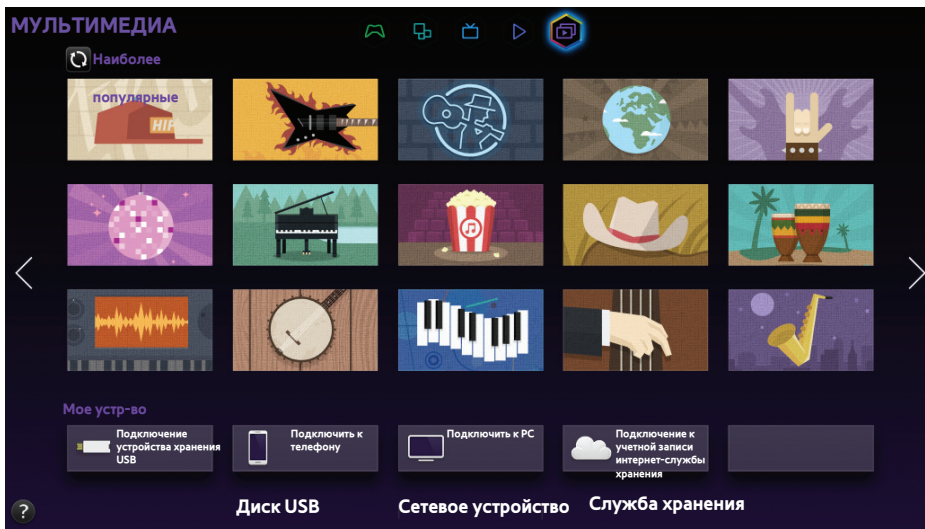 МУЛЬТИМЕДИА
Наиболее
популярные
HIP
Мое устр-во
Подключение
устройства хранения
USB
Подключить к
телефону
Подключить к PC
Подключение к
учетной записи
интернет-службы
хранения
?
Диск USB
Сетевое устройство
Служба хранения